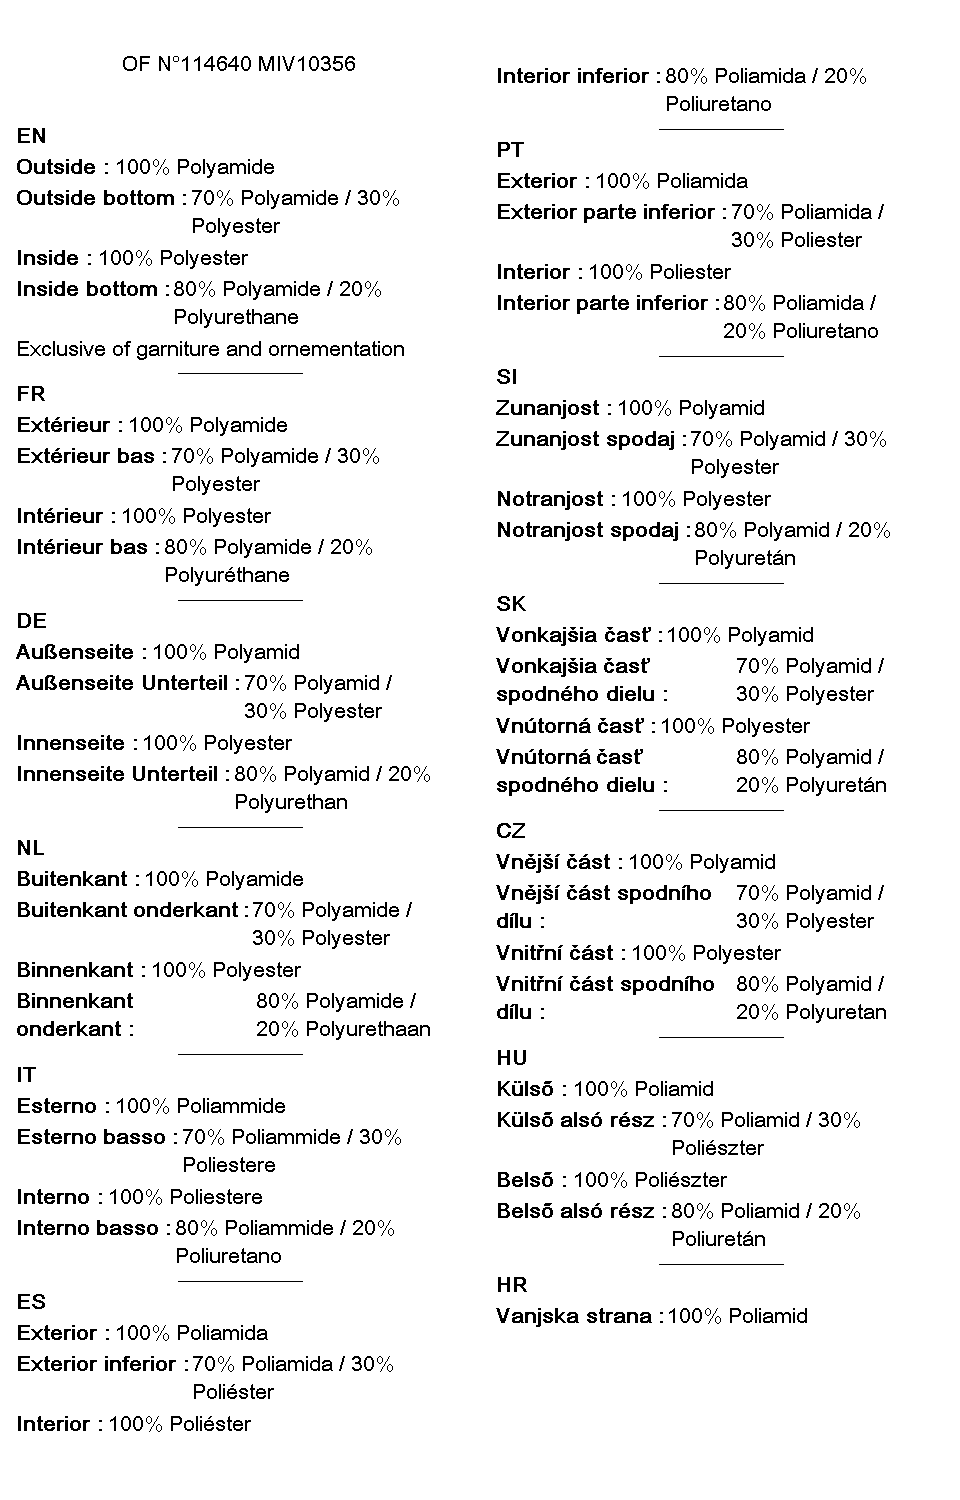 OF N°114640 MIV10356
EN
Outside : 100% Polyamide
Outside bottom : 70% Polyamide / 30%
Polyester
Inside : 100% Polyester
Inside bottom : 80% Polyamide / 20%
Polyurethane
Exclusive of garniture and ornementation
FR
Extérieur : 100% Polyamide
Extérieur bas : 70% Polyamide / 30%
Polyester
Intérieur : 100% Polyester
Intérieur bas : 80% Polyamide / 20%
Polyuréthane
DE
Außenseite : 100% Polyamid
Außenseite Unterteil : 70% Polyamid /
30% Polyester
Innenseite : 100% Polyester
Innenseite Unterteil : 80% Polyamid / 20%
Polyurethan
NL
Buitenkant : 100% Polyamide
Buitenkant onderkant : 70% Polyamide /
30% Polyester
Binnenkant : 100% Polyester
Binnenkant 80% Polyamide /
onderkant : 20% Polyurethaan
IT
Esterno : 100% Poliammide
Esterno basso : 70% Poliammide / 30%
Poliestere
Interno : 100% Poliestere
Interno basso : 80% Poliammide / 20%
Poliuretano
ES
Exterior : 100% Poliamida
Exterior inferior : 70% Poliamida / 30%
Poliéster
Interior : 100% Poliéster
Interior inferior : 80% Poliamida / 20%
Poliuretano
PT
Exterior : 100% Poliamida
Exterior parte inferior : 70% Poliamida /
30% Poliester
Interior : 100% Poliester
Interior parte inferior : 80% Poliamida /
20% Poliuretano
SI
Zunanjost : 100% Polyamid
Zunanjost spodaj : 70% Polyamid / 30%
Polyester
Notranjost : 100% Polyester
Notranjost spodaj : 80% Polyamid / 20%
Polyuretán
SK
Vonkajšia časť : 100% Polyamid
Vonkajšia časť 70% Polyamid /
spodného dielu : 30% Polyester
Vnútorná časť : 100% Polyester
Vnútorná časť 80% Polyamid /
spodného dielu : 20% Polyuretán
CZ
Vnější část : 100% Polyamid
Vnější část spodního 70% Polyamid /
dílu : 30% Polyester
Vnitřní část : 100% Polyester
Vnitřní část spodního 80% Polyamid /
dílu : 20% Polyuretan
HU
Külsõ : 100% Poliamid
Külsõ alsó rész : 70% Poliamid / 30%
Poliészter
Belsõ : 100% Poliészter
Belsõ alsó rész : 80% Poliamid / 20%
Poliuretán
HR
Vanjska strana : 100% Poliamid